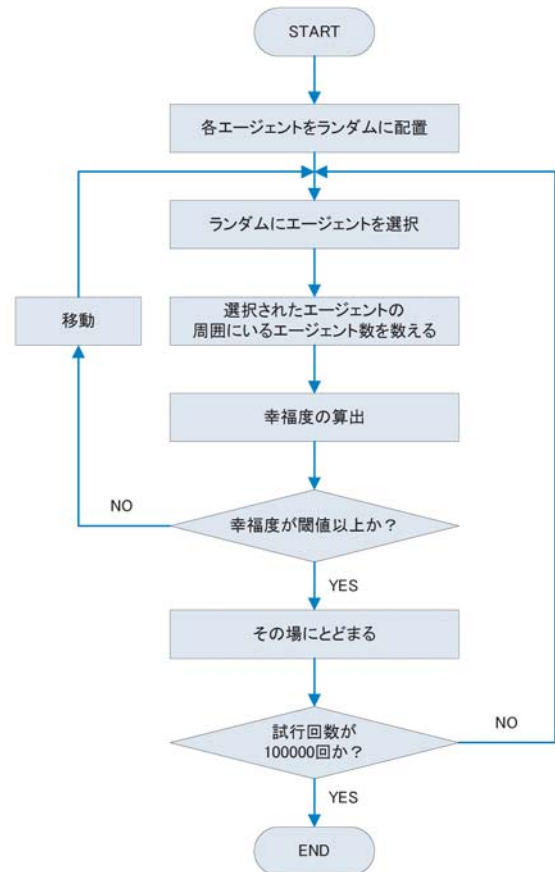 START
各エージェントをランダムに配置
ランダムにエージェントを選択
選択されたエージェントの
周囲にいるエージェント数を数える
移動
幸福度の算出
NO
幸福度が閾値以上か？
YES
その場にとどまる
試行回数が
100000回か？
NO
YES
END